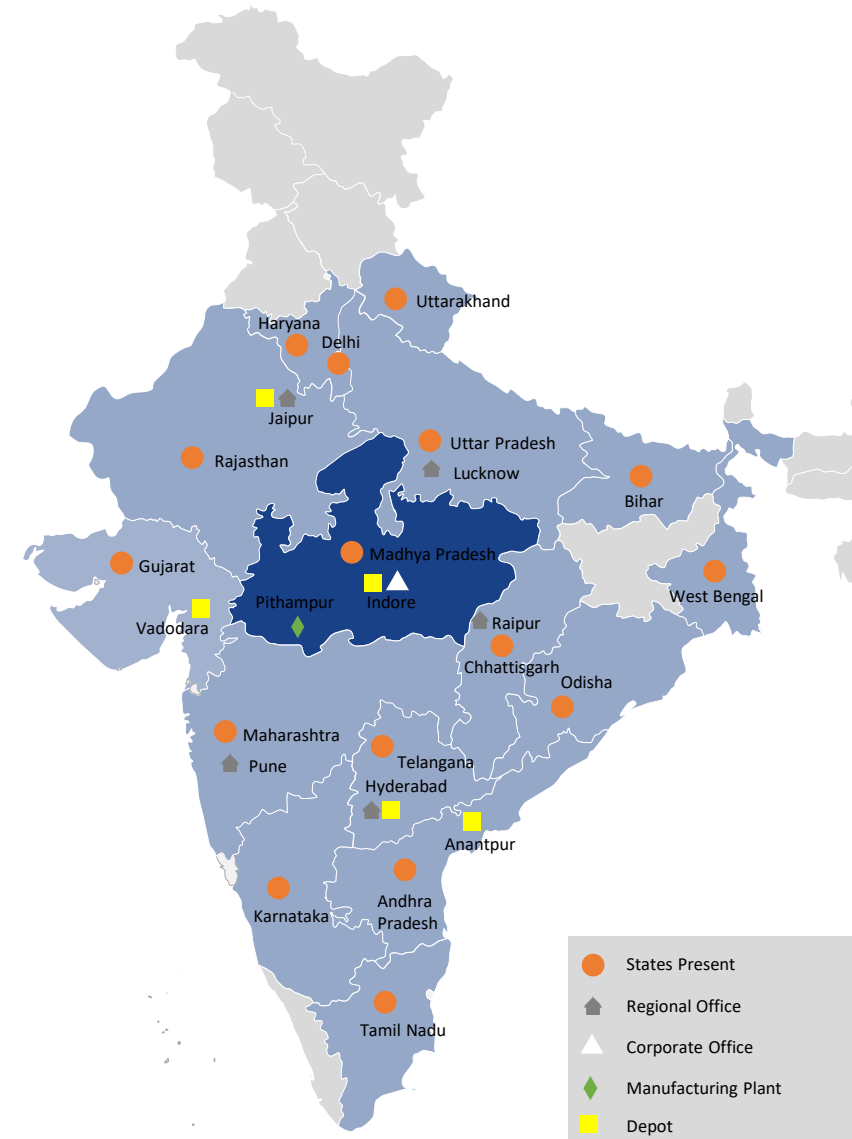 Uttarakhand
Haryana
Delhi
Jaipur
Uttar Pradesh
Rajasthan
Lucknow
Bihar
Madhya Pradesh
Gujarat
West Bengal
Pithampur
Indore
Vadodara
Raipur
Chhattisgarh
Odisha
Maharashtra
Telangana
Pune
Hyderabad
Anantpur
Andhra
Pradesh
Karnataka
Tamil Nadu
States Present
Regional Office
Corporate Office
Manufacturing Plant
Depot